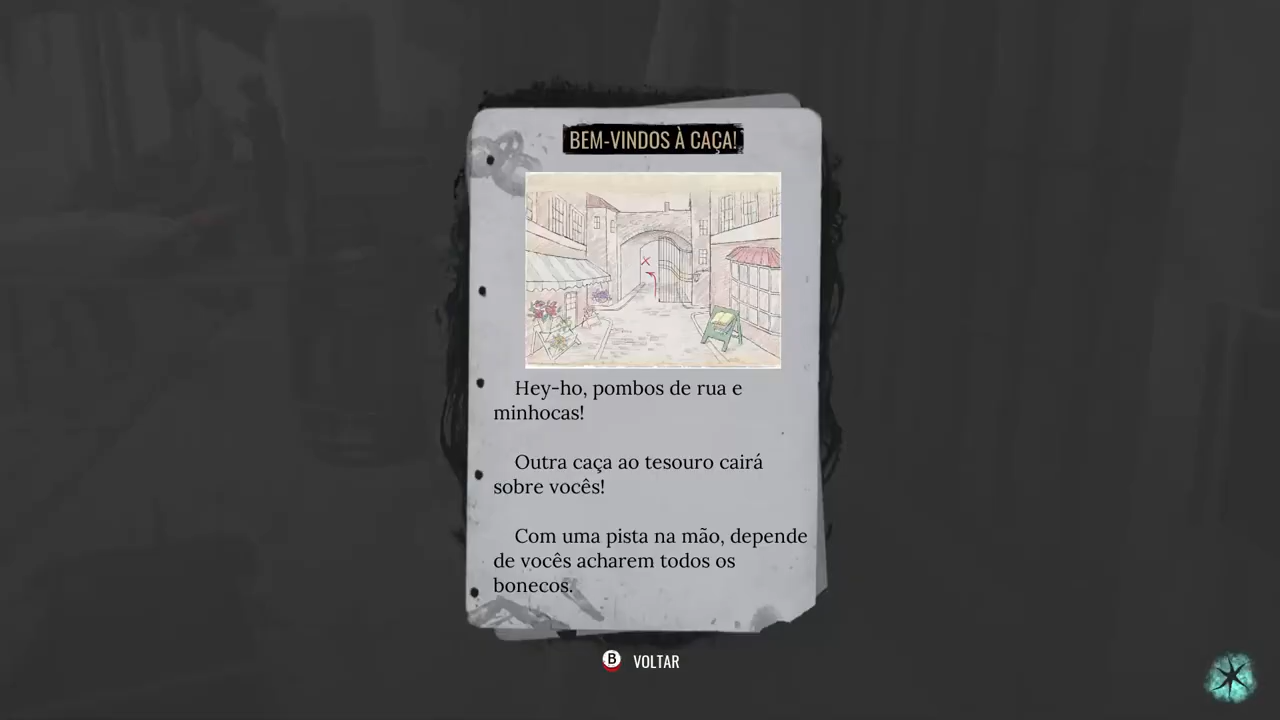 BEM-VINDOS À CAÇA!
Hey-ho, pombos de rua e
minhocas!
Outra caça ao tesouro cairá
sobre vocês!
Com uma pista na mão, depende
de vocês acharem todos os
bonecos.
B VOLTAR